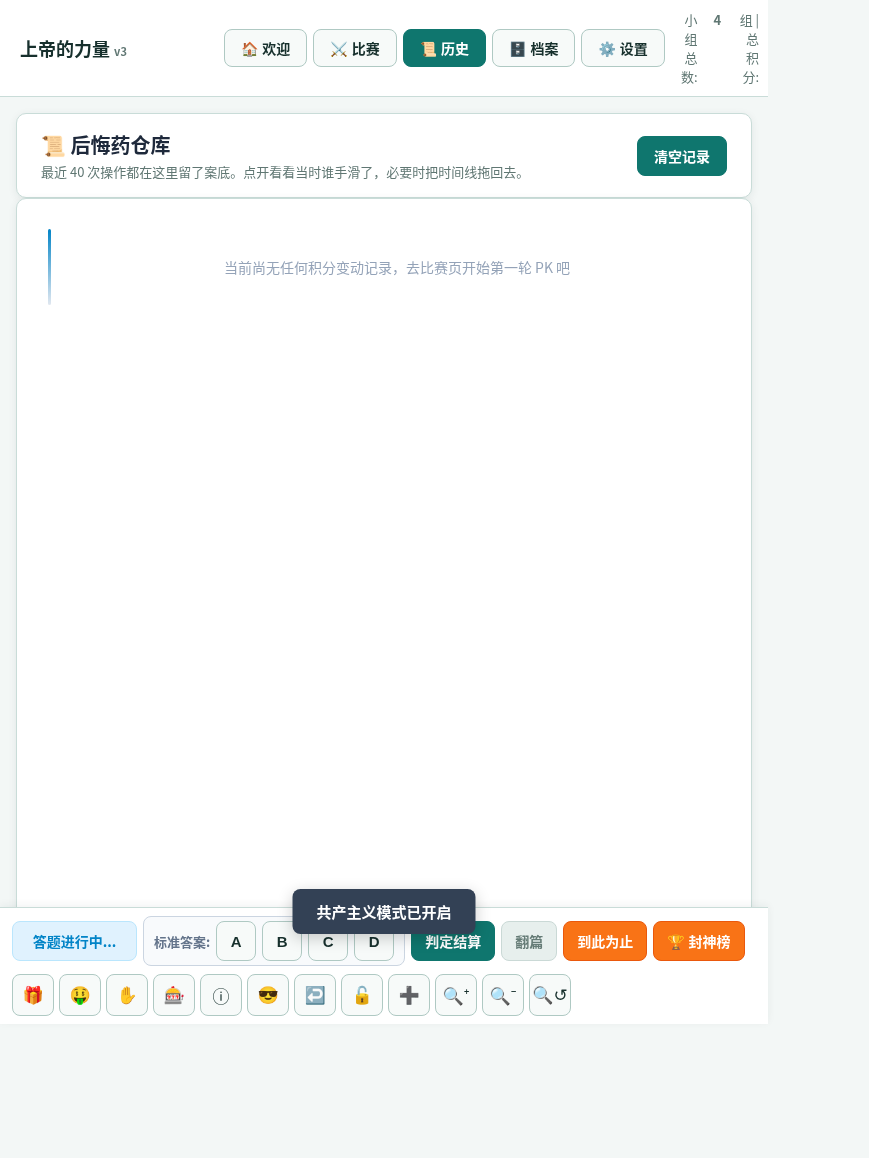 上帝的力量 v3
🏠 欢迎
⚔️ 比赛
📜 历史
🗄️ 档案
⚙️ 设置
小组总数:
4
组 | 总积分:
📜 后悔药仓库
最近 40 次操作都在这里留了案底。点开看看当时谁手滑了，必要时把时间线拖回去。
清空记录
当前尚无任何积分变动记录，去比赛页开始第一轮 PK 吧
共产主义模式已开启
答题进行中...
标准答案:
A
B
C
D
判定结算
翻篇
到此为止
🏆 封神榜